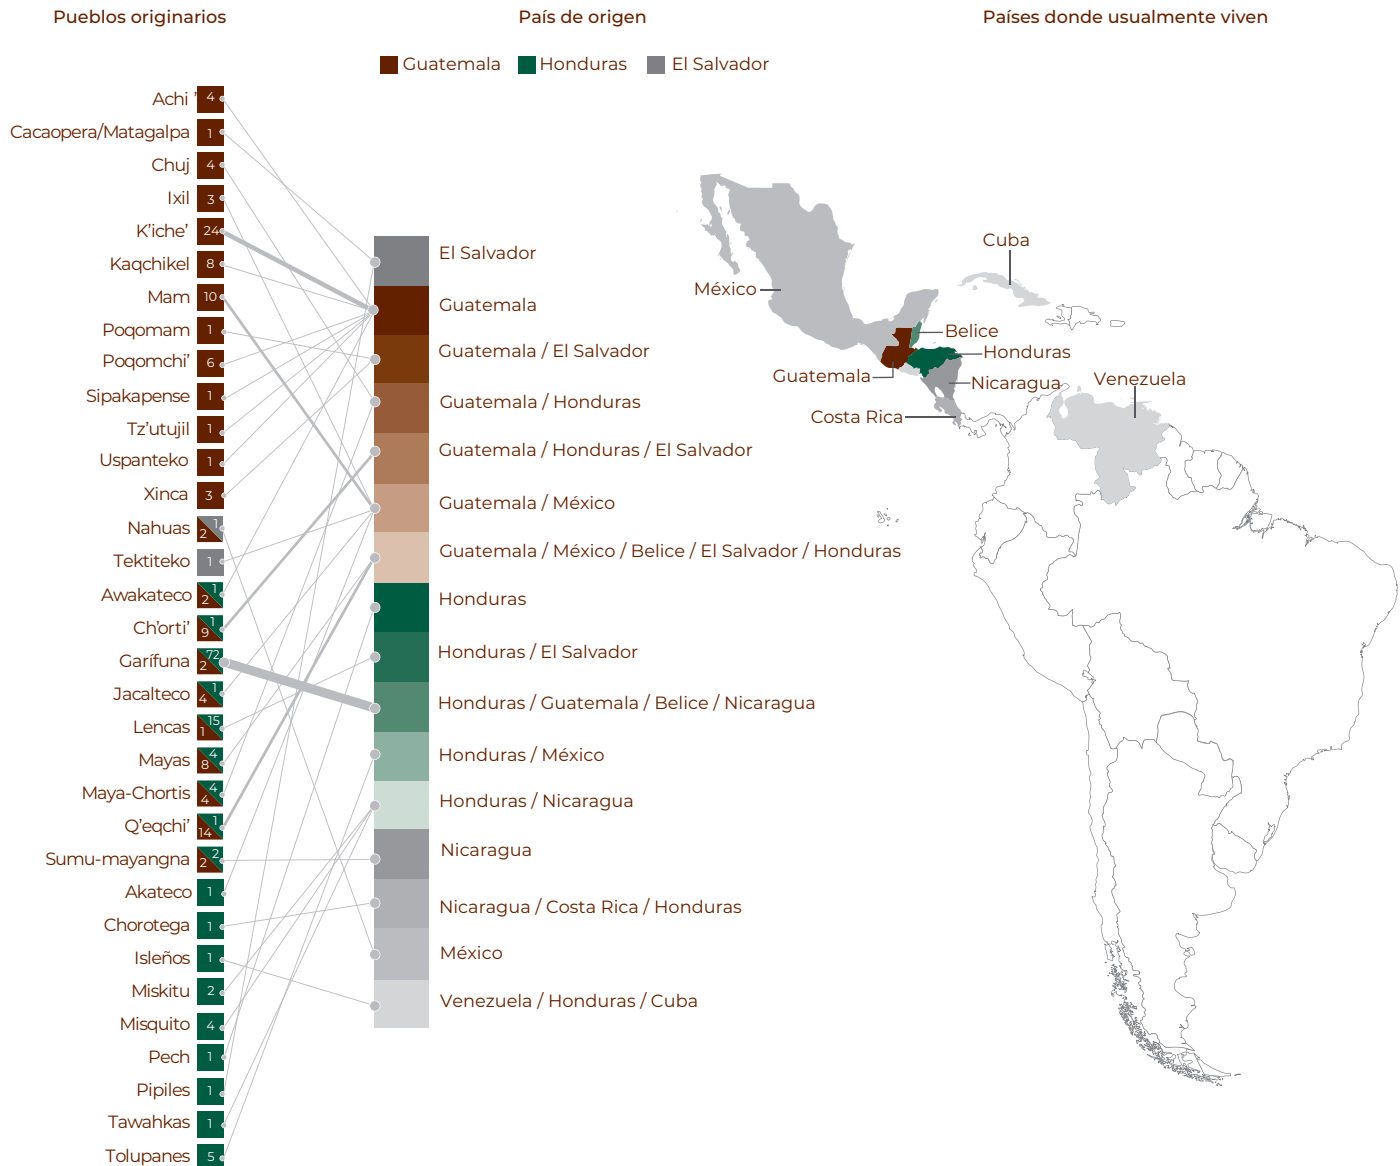 Pueblos originarios
País de origen
Países donde usualmente viven
Guatemala
Honduras
El Salvador
Achi ’ 4
Cacaopera/Matagalpa 1
Chuj 4
Ixil 3
K’iche’ 24
Kaqchikel 8
Mam 10
Poqomam 1
Poqomchi’ 6
Sipakapense 1
Tz’utujil 1
Uspanteko 1
Xinca 3
Nahuas 2 1
Tektiteko 1
Awakateco 2 1
Ch’orti’ 9 1
Garífuna 2 72
Jacalteco 4 1
Lencas 1 15
Mayas 8 4
Maya-Chortis 4 4
Q’eqchi’ 14 1
Sumu-mayangna 2 2
Akateco 1
Chorotega 1
Isleños 1
Miskitu 2
Misquito 4
Pech 1
Pipiles 1
Tawahkas 1
Tolupanes 5
El Salvador
Guatemala
Guatemala / El Salvador
Guatemala / Honduras
Guatemala / Honduras / El Salvador
Guatemala / México
Guatemala / México / Belice / El Salvador / Honduras
Honduras
Honduras / El Salvador
Honduras / Guatemala / Belice / Nicaragua
Honduras / México
Honduras / Nicaragua
Nicaragua
Nicaragua / Costa Rica / Honduras
México
Venezuela / Honduras / Cuba
Cuba
México
Belice
Honduras
Guatemala
Nicaragua
Venezuela
Costa Rica